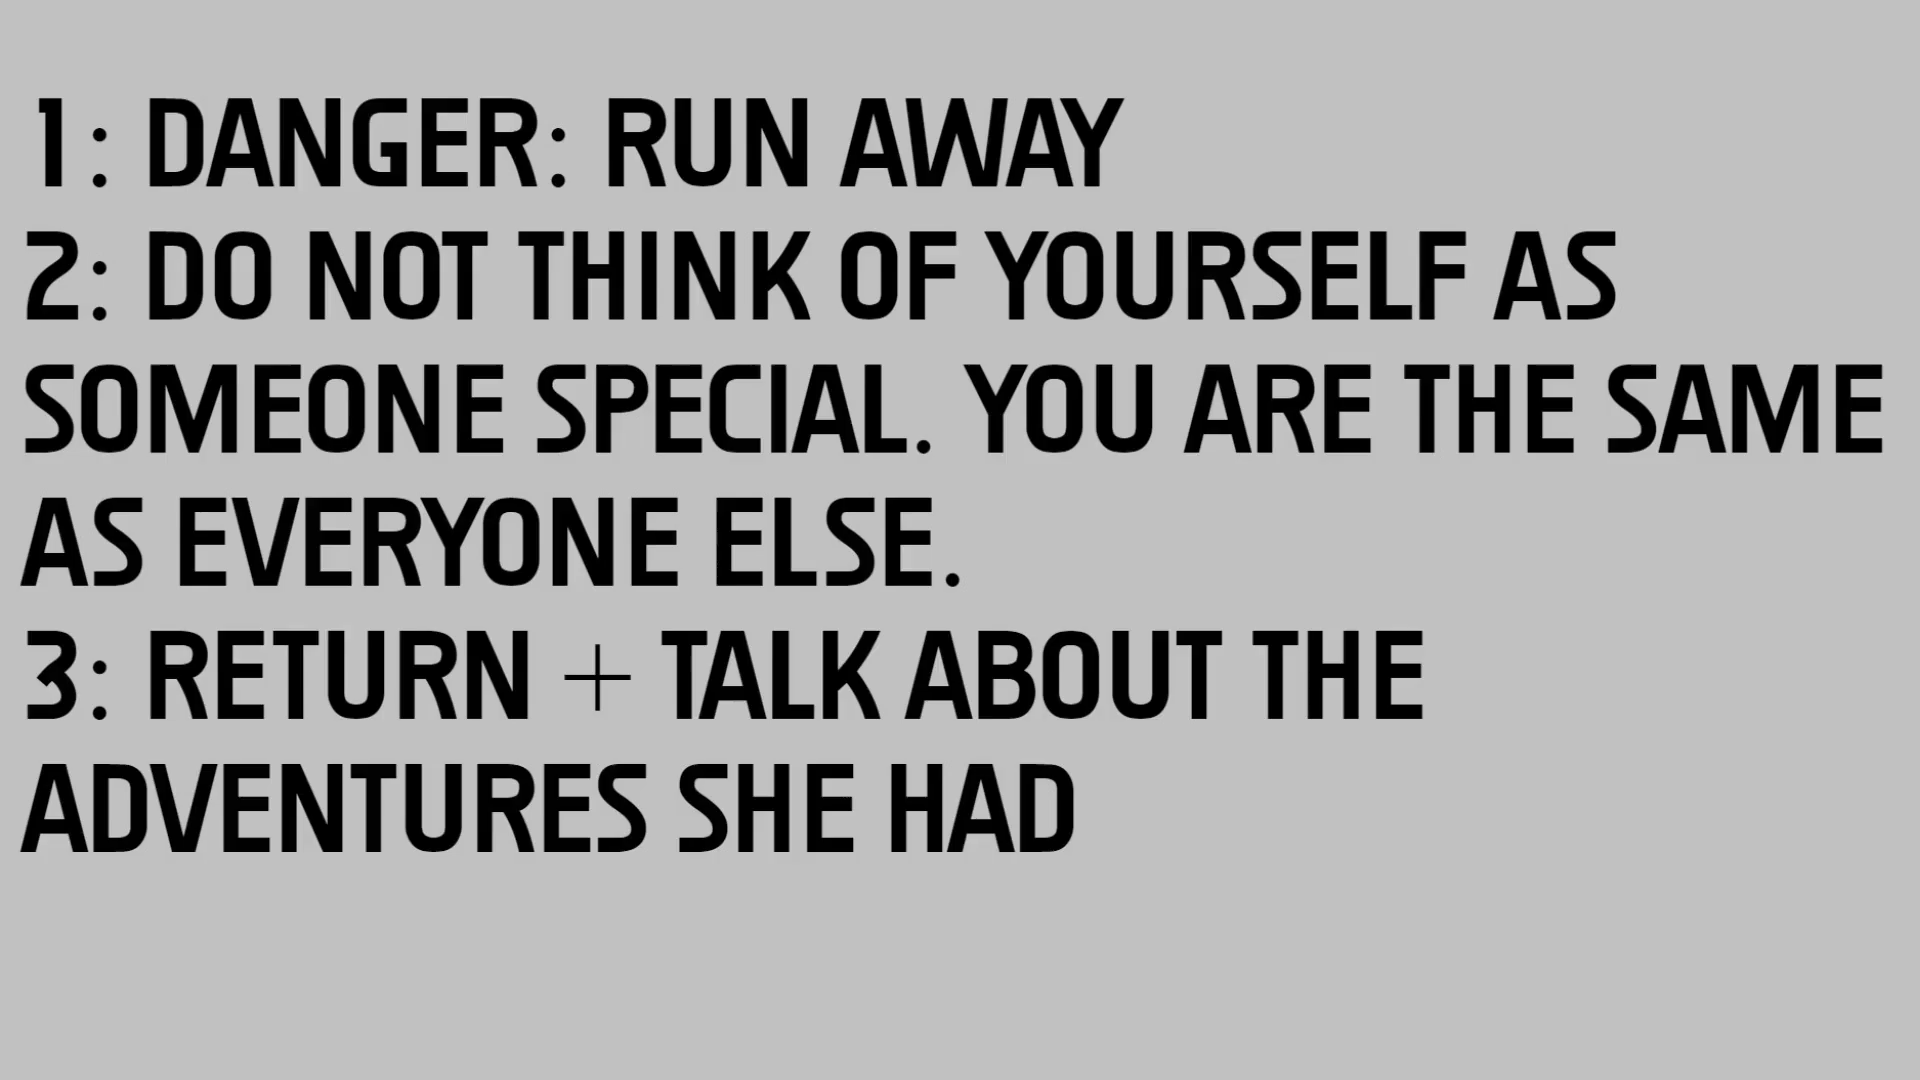 1: DANGER: RUN AWAY
2: DO NOT THINK OF YOURSELF AS
SOMEONE SPECIAL. YOU ARE THE SAME
AS EVERYONE ELSE.
3: RETURN + TALK ABOUT THE
ADVENTURES SHE HAD